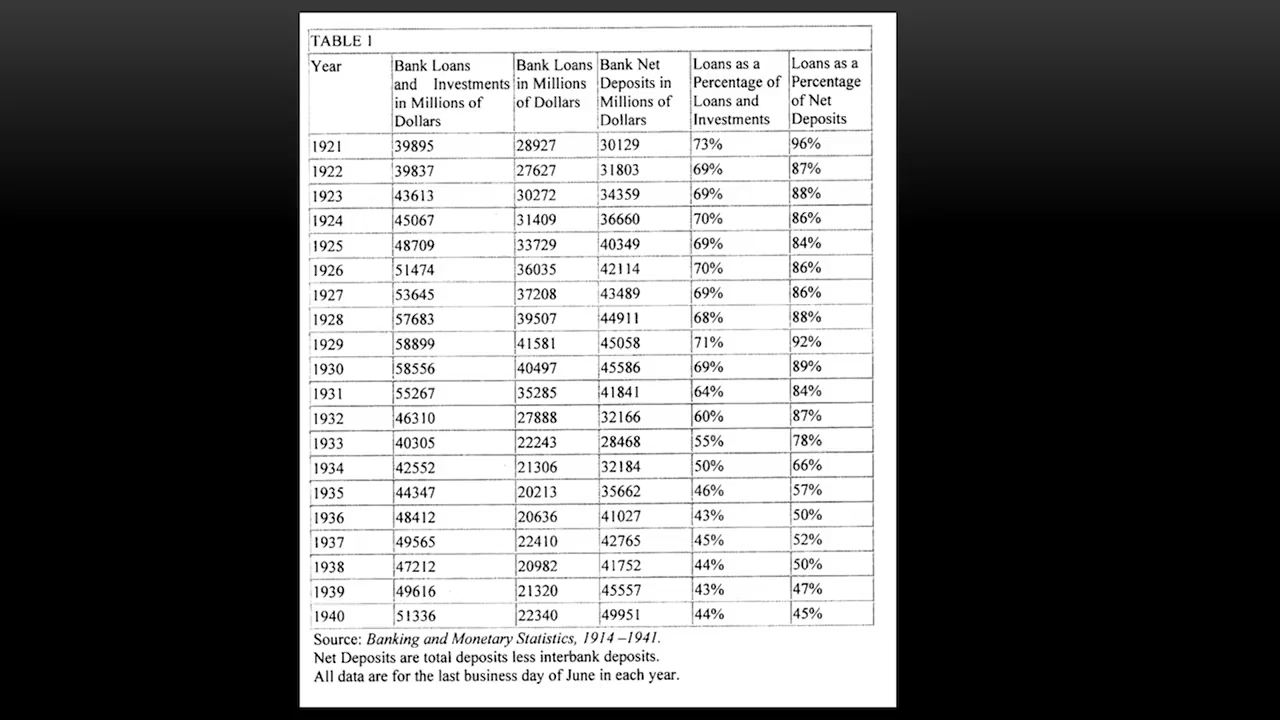 TABLE 1
Year Bank Loans and Investments in Millions of Dollars Bank Loans in Millions of Dollars Bank Net Deposits in Millions of Dollars Loans as a Percentage of Loans and Investments Loans as a Percentage of Net Deposits
1921 39895 28927 30129 73% 96%
1922 39837 27627 31803 69% 87%
1923 43613 30272 34359 69% 88%
1924 45067 31409 36660 70% 86%
1925 48709 33729 40349 69% 84%
1926 51474 36035 42114 70% 86%
1927 53645 37208 43489 69% 86%
1928 57683 39507 44911 68% 88%
1929 58899 41581 45058 71% 92%
1930 58556 40497 45586 69% 89%
1931 55267 35285 41841 64% 84%
1932 46310 27888 32166 60% 87%
1933 40305 22243 28468 55% 78%
1934 42552 21306 32184 50% 66%
1935 44347 20213 35662 46% 57%
1936 48412 20636 41027 43% 50%
1937 49565 22410 42765 45% 52%
1938 47212 20982 41752 44% 50%
1939 49616 21320 45557 43% 47%
1940 51336 22340 49951 44% 45%
Source: Banking and Monetary Statistics, 1914–1941.
Net Deposits are total deposits less interbank deposits.
All data are for the last business day of June in each year.